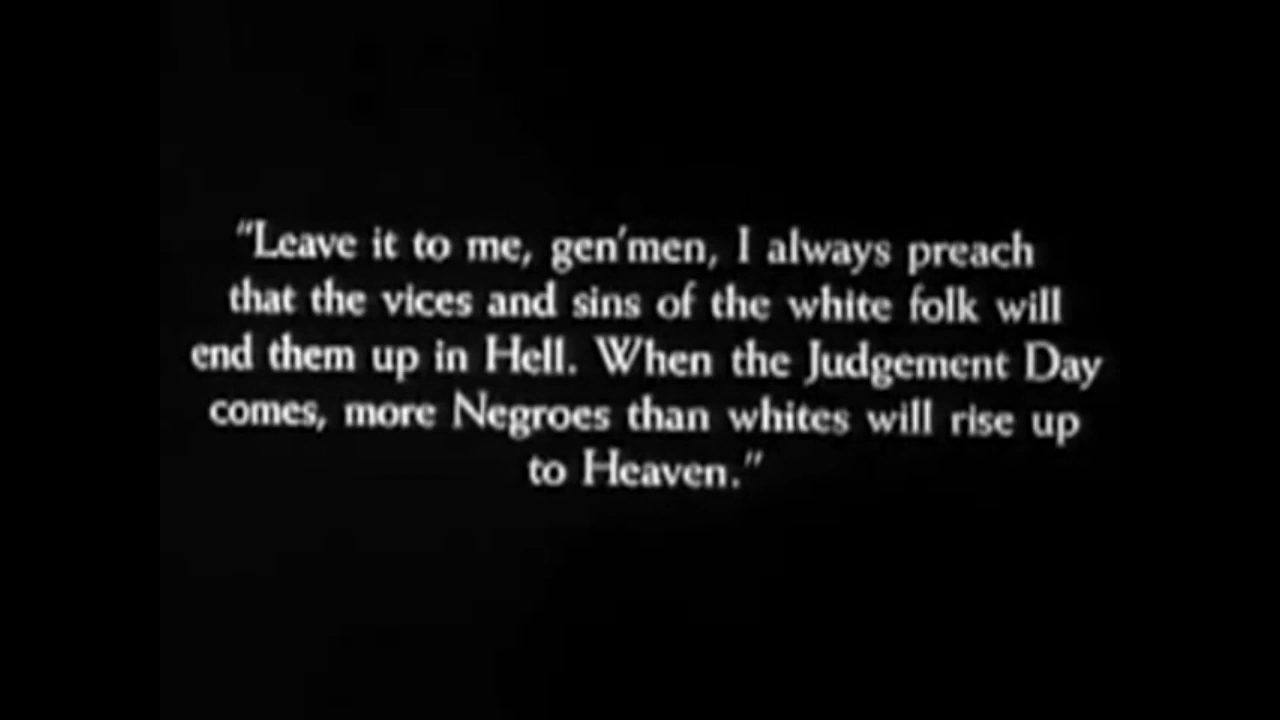 "Leave it to me, gen'men, I always preach
that the vices and sins of the white folk will
end them up in Hell. When the Judgement Day
comes, more Negroes than whites will rise up
to Heaven."